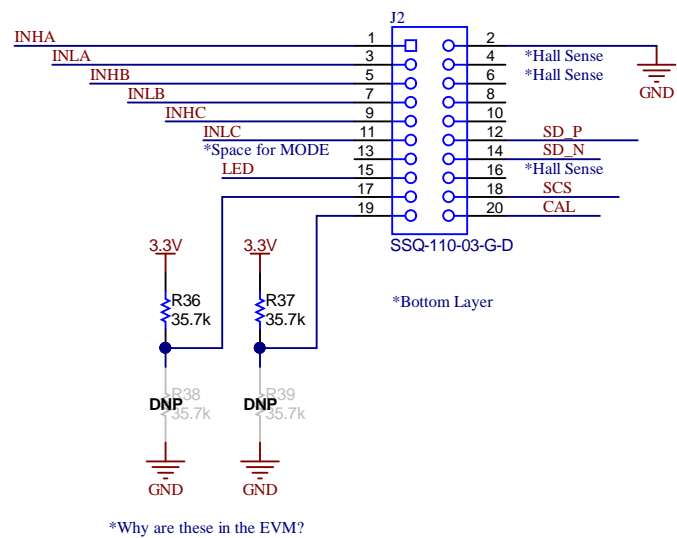 J2
INHA 1 2
INLA 3 4 *Hall Sense
INHB 5 6 *Hall Sense
INLB 7 8
INHC 9 10
INLC 11 12 SD_P
*Space for MODE 13 14 SD_N
LED 15 16 *Hall Sense
17 18 SCS
19 20 CAL
GND
SSQ-110-03-G-D
3.3V 3.3V
R36 R37
35.7k 35.7k
*Bottom Layer
R38 R39
DNP DNP
35.7k 35.7k
GND GND
*Why are these in the EVM?